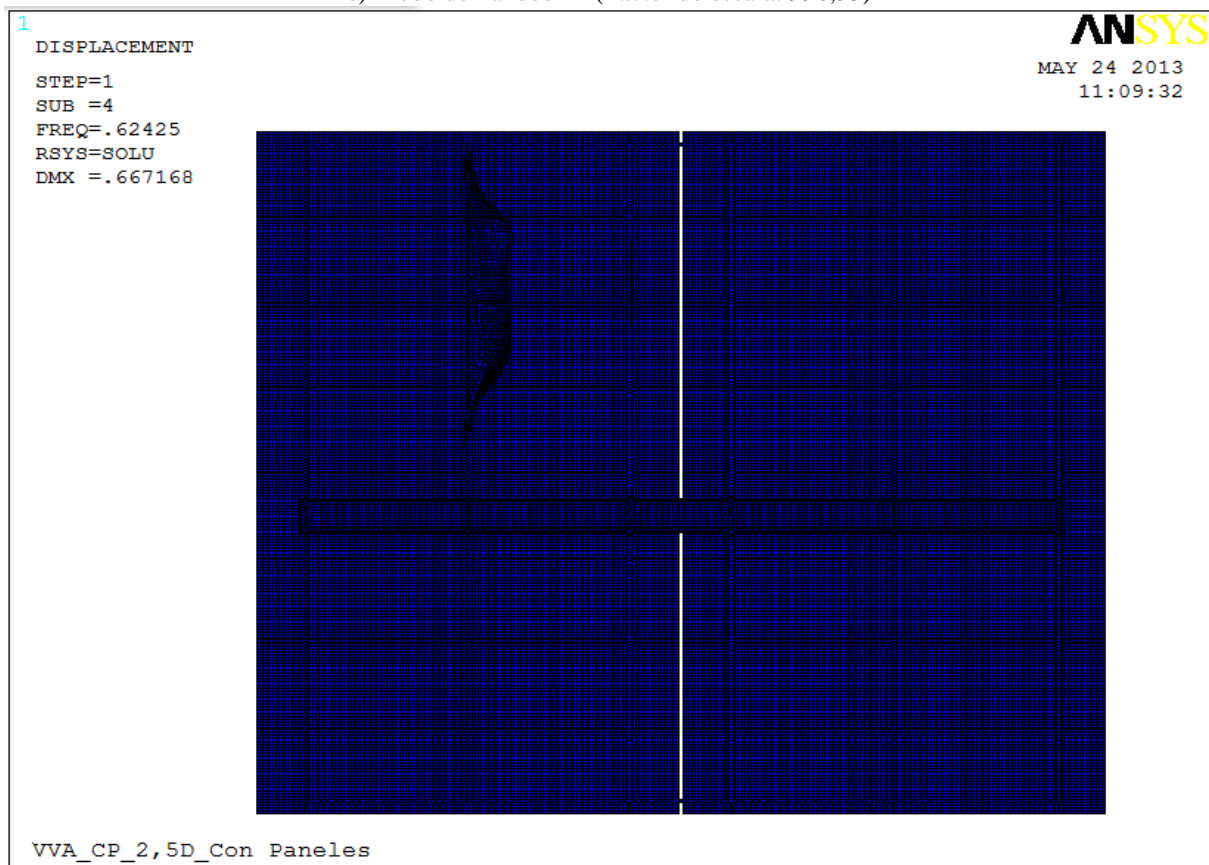 1
ANSYS
DISPLACEMENT
MAY 24 2013
11:09:32
STEP=1
SUB =4
FREQ=.62425
RSYS=SOLU
DMX =.667168
VVA_CP_2,5D_Con Paneles